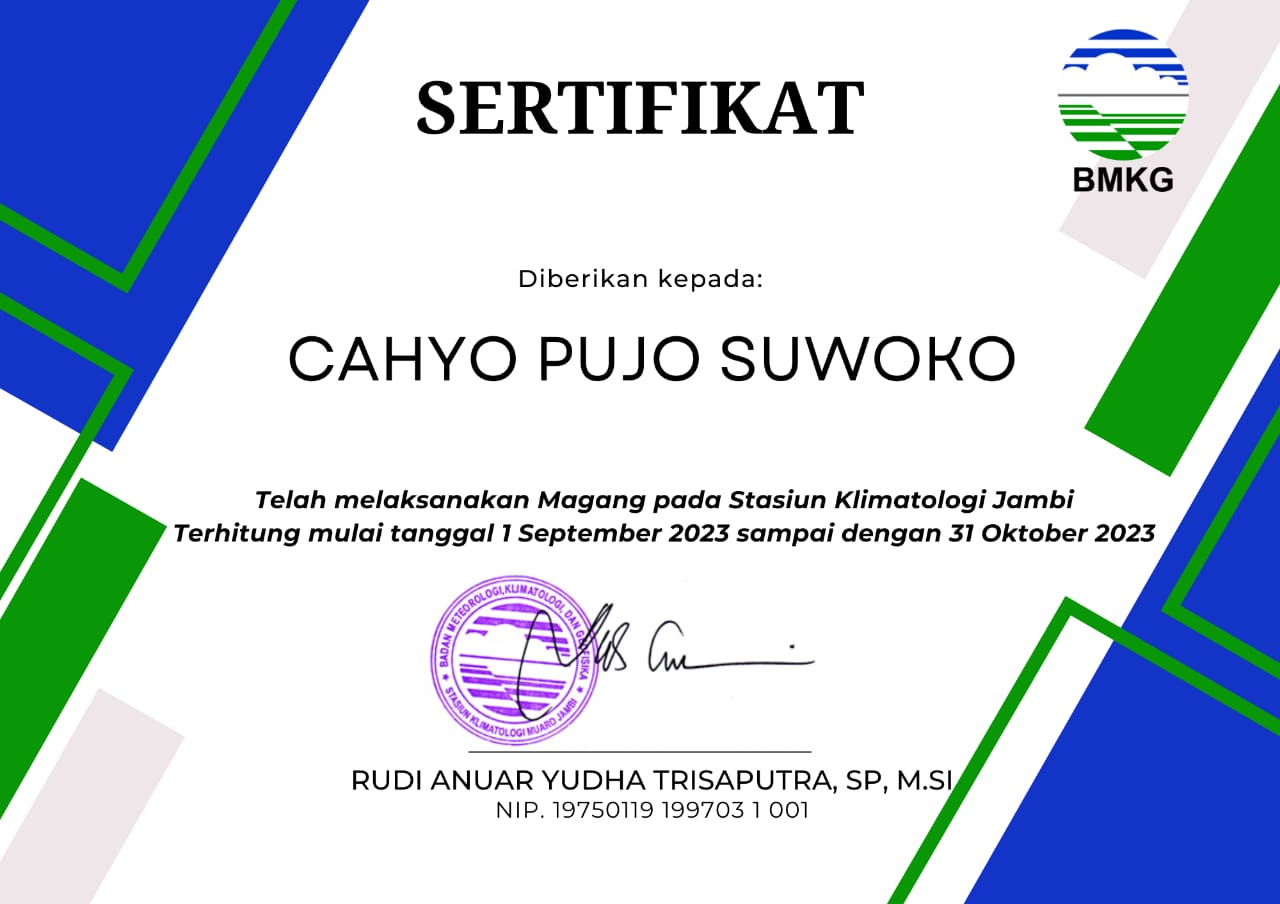 SERTIFIKAT
BMKG
Diberikan kepada:
CAHYO PUJO SUWOKO
Telah melaksanakan Magang pada Stasiun Klimatologi Jambi
Terhitung mulai tanggal 1 September 2023 sampai dengan 31 Oktober 2023
BADAN METEOROLOGI, KLIMATOLOGI, DAN GEOFISIKA
STASIUN KLIMATOLOGI MUARO JAMBI
RUDI ANUAR YUDHA TRISAPUTRA, SP, M.SI
NIP. 19750119 199703 1 001